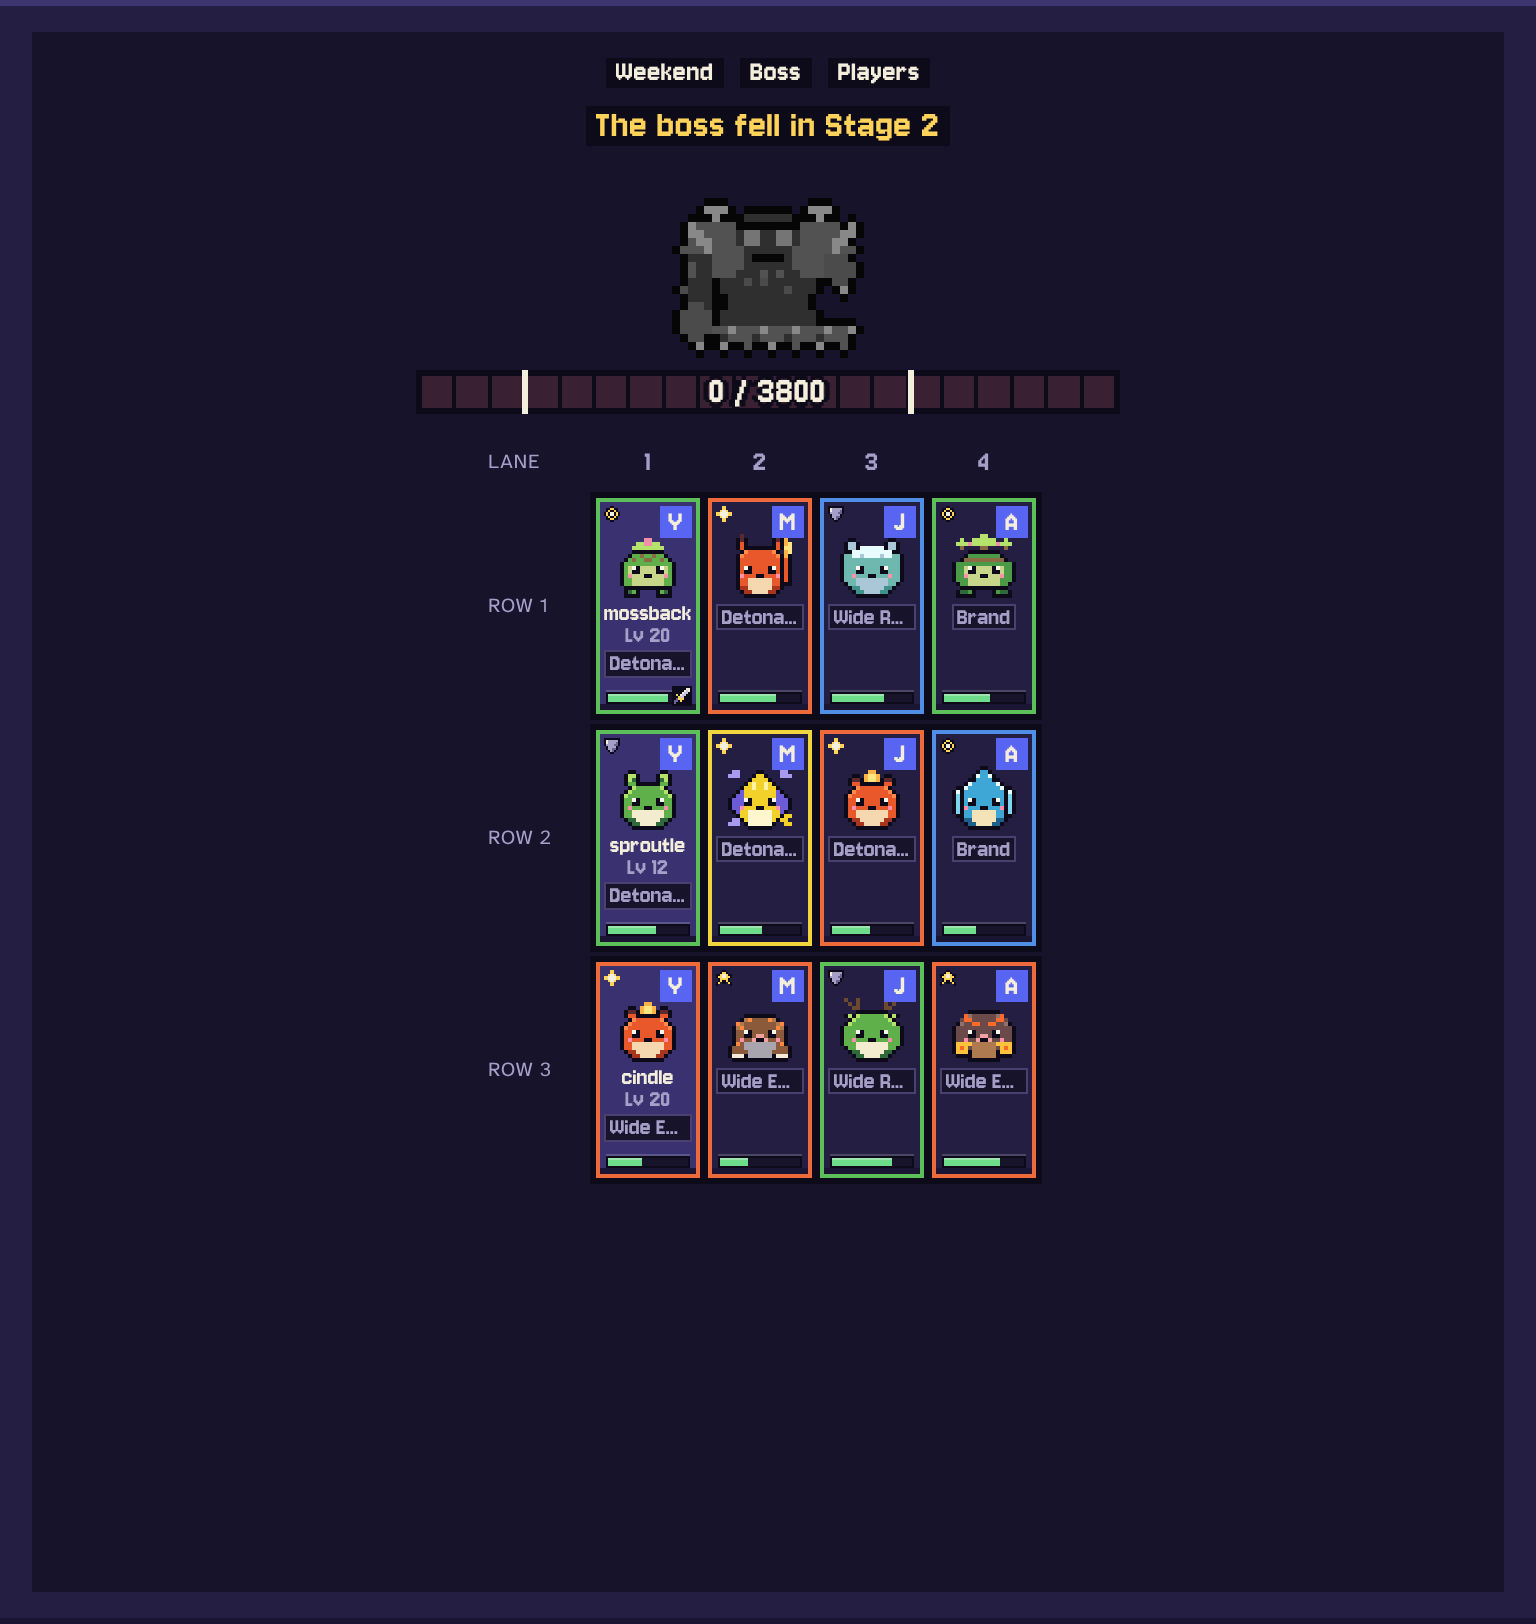 Weekend Boss Players
The boss fell in Stage 2
0 / 3800
LANE 1 2 3 4
Y M J A
ROW 1
mossback
Lv 20
Detona... Detona... Wide R... Brand
Y M J A
ROW 2
sproutle
Lv 12
Detona... Detona... Detona... Brand
Y M J A
ROW 3
cindle
Lv 20
Wide E... Wide E... Wide R... Wide E...